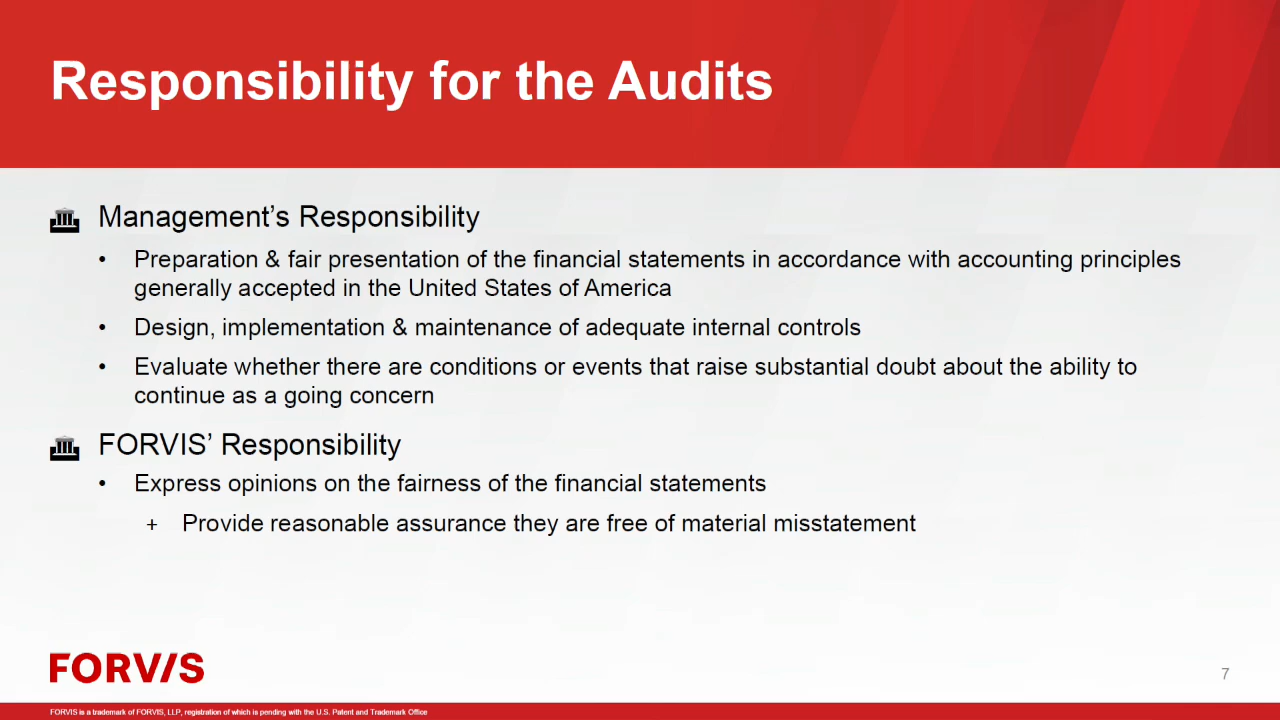 Responsibility for the Audits
Management’s Responsibility
• Preparation & fair presentation of the financial statements in accordance with accounting principles
generally accepted in the United States of America
• Design, implementation & maintenance of adequate internal controls
• Evaluate whether there are conditions or events that raise substantial doubt about the ability to
continue as a going concern
FORVIS’ Responsibility
• Express opinions on the fairness of the financial statements
+ Provide reasonable assurance they are free of material misstatement
FORVIS
7
FORVIS is a trademark of FORVIS, LLP, registration of which is pending with the U.S. Patent and Trademark Office